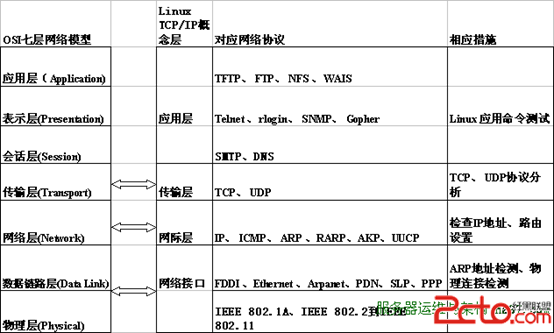 OSI七层网络模型
Linux
TCP/IP概
念层
对应网络协议
相应措施
应用层（Application)
TFTP、 FTP、 NFS 、WAIS
表示层(Presentation)
应用层
Telnet、rlogin、 SNMP、 Gopher
Linux 应用命令测试
会话层(Session)
SMTP、DNS
传输层(Transport)
传输层
TCP、 UDP
TCP、 UDP协议分
析
网络层(Network)
网际层
IP、 ICMP、 ARP 、RARP、AKP、UUCP
检查IP地址、路由
设置
数据链路层(Data Link)
网络接口
FDDI、Ethernet、Arpanet、PDN、SLP、PPP
ARP地址检测、物
理连接检测
物理层(Physical)
IEEE 802.1A、IEEE 802.2到IEEE
802.11
服务器运维与架构
2cto.com
红黑联盟